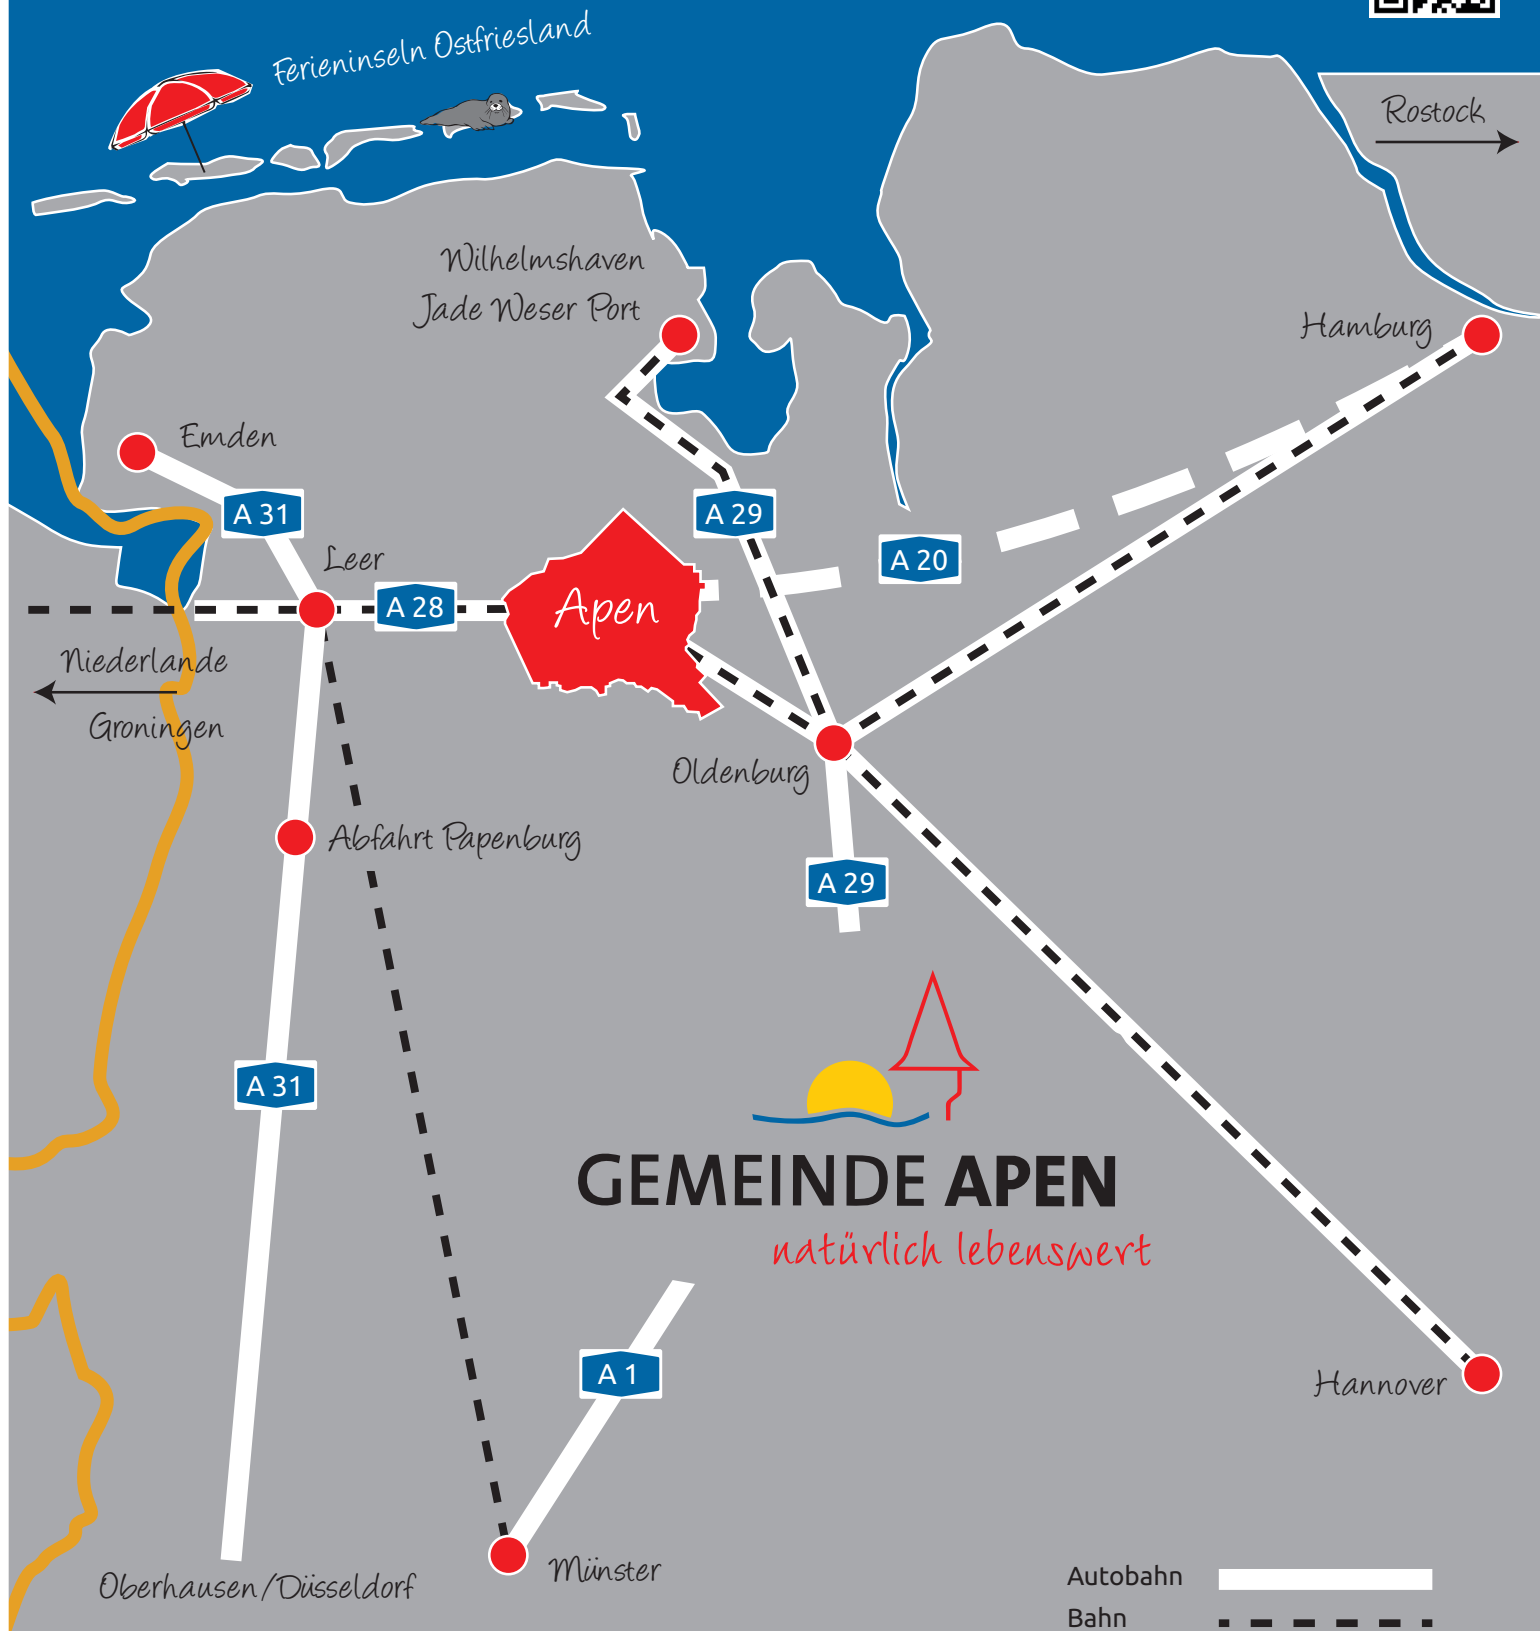 Ferieninseln Ostfriesland
Rostock
Wilhelmshaven
Jade Weser Port
Hamburg
Emden
A 31
A 29
Leer
A 20
A 28
Apen
Niederlande
Groningen
Oldenburg
Abfahrt Papenburg
A 29
A 31
GEMEINDE APEN
natürlich lebenswert
A 1
Hannover
Münster
Oberhausen/Düsseldorf
Autobahn
Bahn